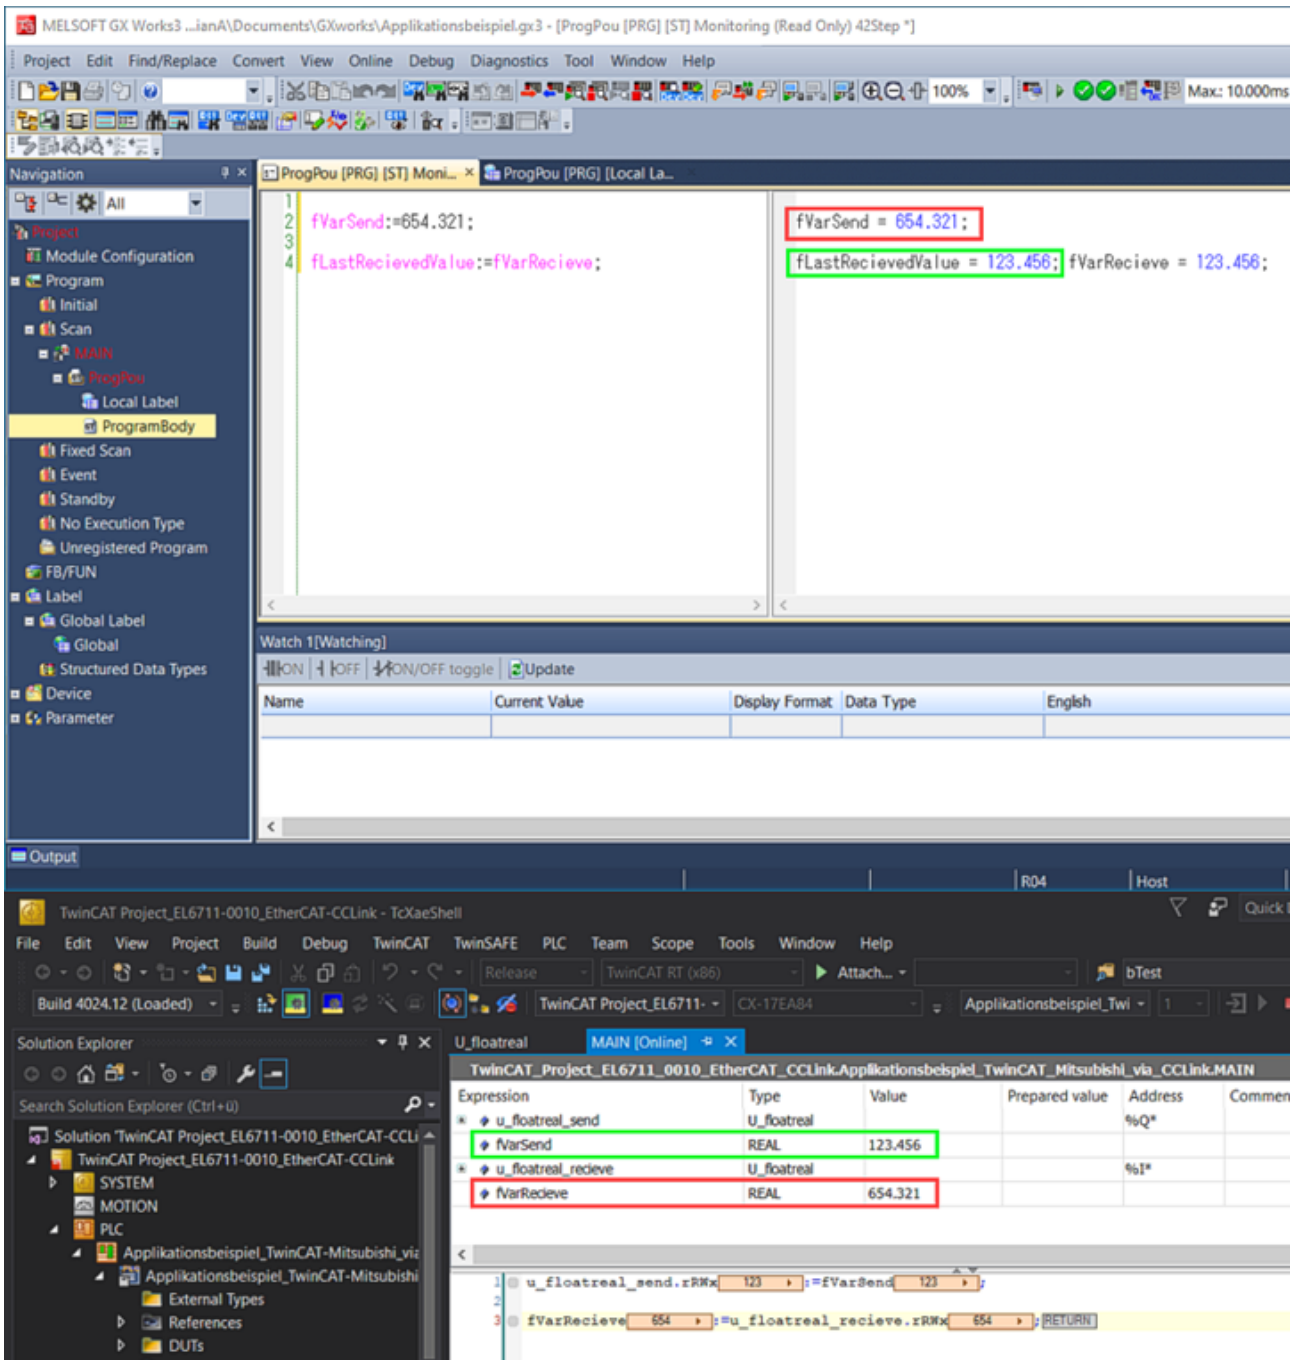 MELSOFT GX Works3 ...ianA\Documents\GXworks\Applikationsbeispiel.gx3 - [ProgPou [PRG] [ST] Monitoring (Read Only) 42Step *]
Project Edit Find/Replace Convert View Online Debug Diagnostics Tool Window Help
100% Max.: 10.000ms
Navigation
ProgPou [PRG] [ST] Moni... ProgPou [PRG] [Local La...
All
Project
Module Configuration
Program
Initial
Scan
MAIN
ProgPou
Local Label
ProgramBody
Fixed Scan
Event
Standby
No Execution Type
Unregistered Program
FB/FUN
Label
Global Label
Global
Structured Data Types
Device
Parameter
1
2 fVarSend:=654.321;
3
4 fLastRecievedValue:=fVarRecieve;
fVarSend = 654.321;
fLastRecievedValue = 123.456; fVarRecieve = 123.456;
Watch 1[Watching]
ON OFF ON/OFF toggle Update
Name Current Value Display Format Data Type English
Output
R04 Host
TwinCAT Project_EL6711-0010_EtherCAT-CCLink - TcXaeShell
Quick
File Edit View Project Build Debug TwinCAT TwinSAFE PLC Team Scope Tools Window Help
Release TwinCAT RT (x86) Attach... bTest
Build 4024.12 (Loaded) TwinCAT Project_EL6711- CX-17EA84 Applikationsbeispiel_Twi 1
Solution Explorer
Search Solution Explorer (Ctrl+ü)
Solution 'TwinCAT Project_EL6711-0010_EtherCAT-CCLi
TwinCAT Project_EL6711-0010_EtherCAT-CCLink
SYSTEM
MOTION
PLC
Applikationsbeispiel_TwinCAT-Mitsubishi_via
Applikationsbeispiel_TwinCAT-Mitsubishi
External Types
References
DUTs
U_floatreal MAIN [Online]
TwinCAT_Project_EL6711_0010_EtherCAT_CCLink.Applikationsbeispiel_TwinCAT_Mitsubishi_via_CCLink.MAIN
Expression Type Value Prepared value Address Commen
u_floatreal_send U_floatreal %Q*
fVarSend REAL 123.456
u_floatreal_recieve U_floatreal %I*
fVarRecieve REAL 654.321
1 u_floatreal_send.rRWx 123 :=fVarSend 123 ;
2
3 fVarRecieve 654 :=u_floatreal_recieve.rRWx 654 ;RETURN